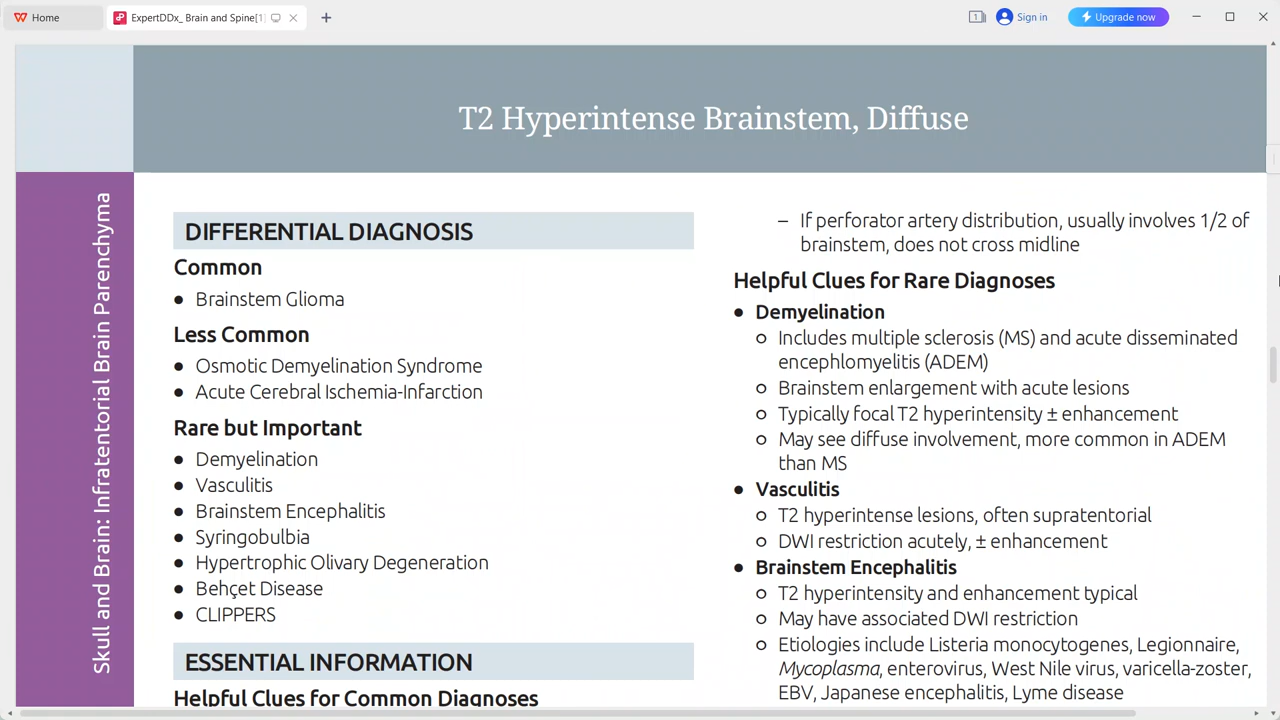 Home
ExpertDDx_ Brain and Spine[1]
1
Sign in
Upgrade now
T2 Hyperintense Brainstem, Diffuse
Skull and Brain: Infratentorial Brain Parenchyma
DIFFERENTIAL DIAGNOSIS
Common
● Brainstem Glioma
Less Common
● Osmotic Demyelination Syndrome
● Acute Cerebral Ischemia-Infarction
Rare but Important
● Demyelination
● Vasculitis
● Brainstem Encephalitis
● Syringobulbia
● Hypertrophic Olivary Degeneration
● Behçet Disease
● CLIPPERS
ESSENTIAL INFORMATION
Helpful Clues for Common Diagnoses
– If perforator artery distribution, usually involves 1/2 of
brainstem, does not cross midline
Helpful Clues for Rare Diagnoses
● Demyelination
○ Includes multiple sclerosis (MS) and acute disseminated
encephlomyelitis (ADEM)
○ Brainstem enlargement with acute lesions
○ Typically focal T2 hyperintensity ± enhancement
○ May see diffuse involvement, more common in ADEM
than MS
● Vasculitis
○ T2 hyperintense lesions, often supratentorial
○ DWI restriction acutely, ± enhancement
● Brainstem Encephalitis
○ T2 hyperintensity and enhancement typical
○ May have associated DWI restriction
○ Etiologies include Listeria monocytogenes, Legionnaire,
Mycoplasma, enterovirus, West Nile virus, varicella-zoster,
EBV, Japanese encephalitis, Lyme disease